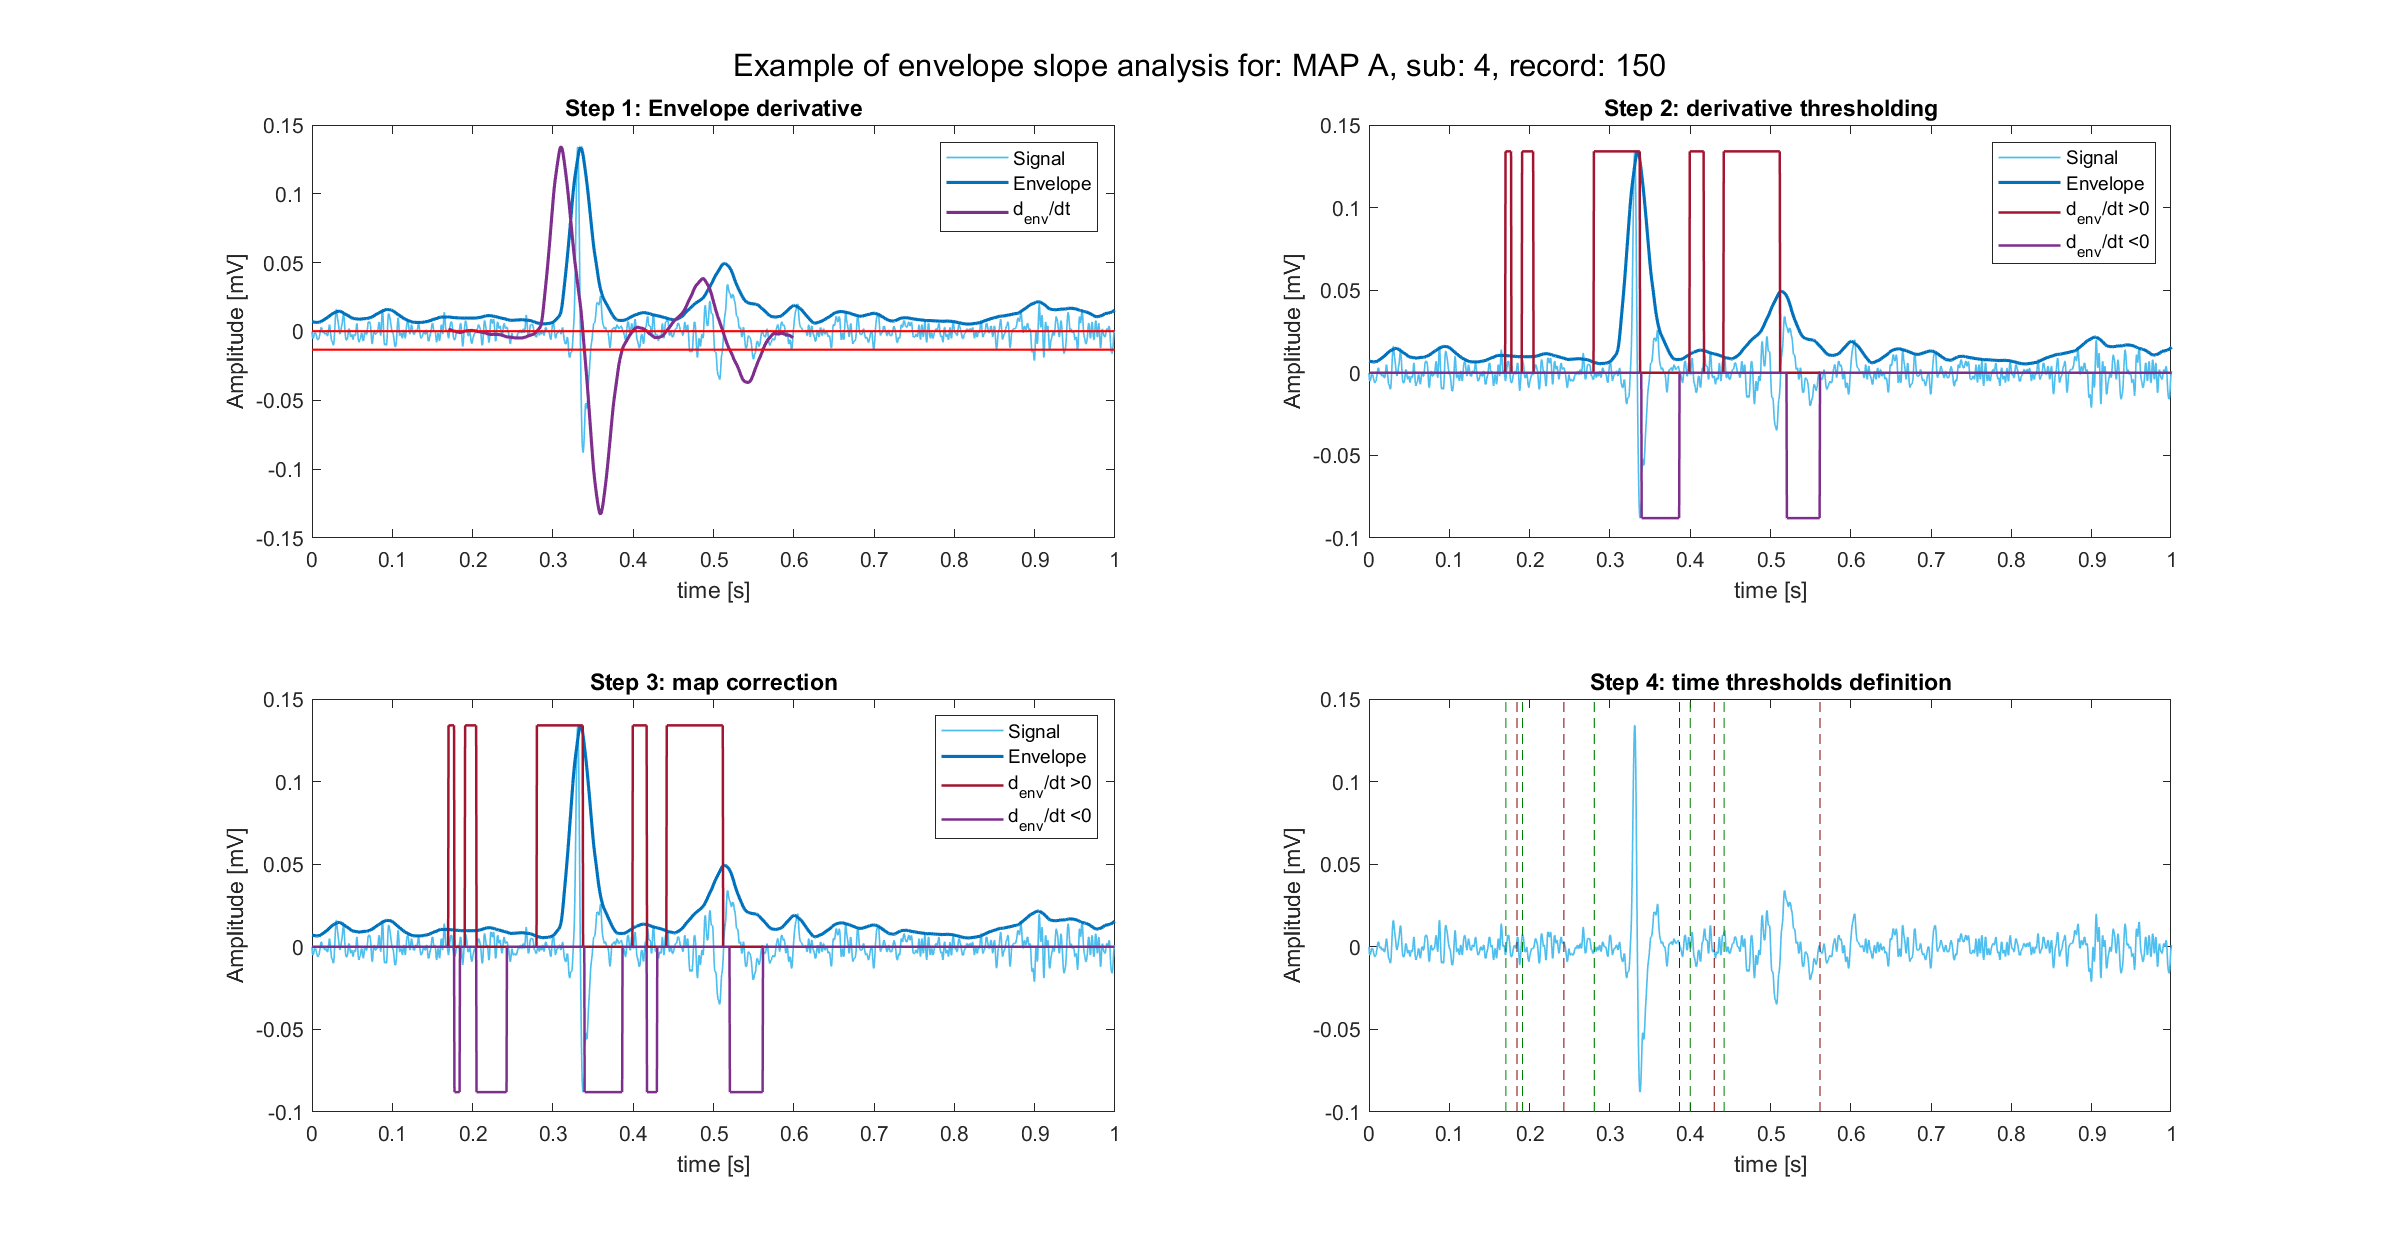 Example of envelope slope analysis for: MAP A, sub: 4, record: 150
Step 1: Envelope derivative
0.15
0.1
0.05
0
-0.05
-0.1
-0.15
Amplitude [mV]
0 0.1 0.2 0.3 0.4 0.5 0.6 0.7 0.8 0.9 1
time [s]
Signal
Envelope
d_env/dt
Step 2: derivative thresholding
0.15
0.1
0.05
0
-0.05
-0.1
Amplitude [mV]
0 0.1 0.2 0.3 0.4 0.5 0.6 0.7 0.8 0.9 1
time [s]
Signal
Envelope
d_env/dt >0
d_env/dt <0
Step 3: map correction
0.15
0.1
0.05
0
-0.05
-0.1
Amplitude [mV]
0 0.1 0.2 0.3 0.4 0.5 0.6 0.7 0.8 0.9 1
time [s]
Signal
Envelope
d_env/dt >0
d_env/dt <0
Step 4: time thresholds definition
0.15
0.1
0.05
0
-0.05
-0.1
Amplitude [mV]
0 0.1 0.2 0.3 0.4 0.5 0.6 0.7 0.8 0.9 1
time [s]